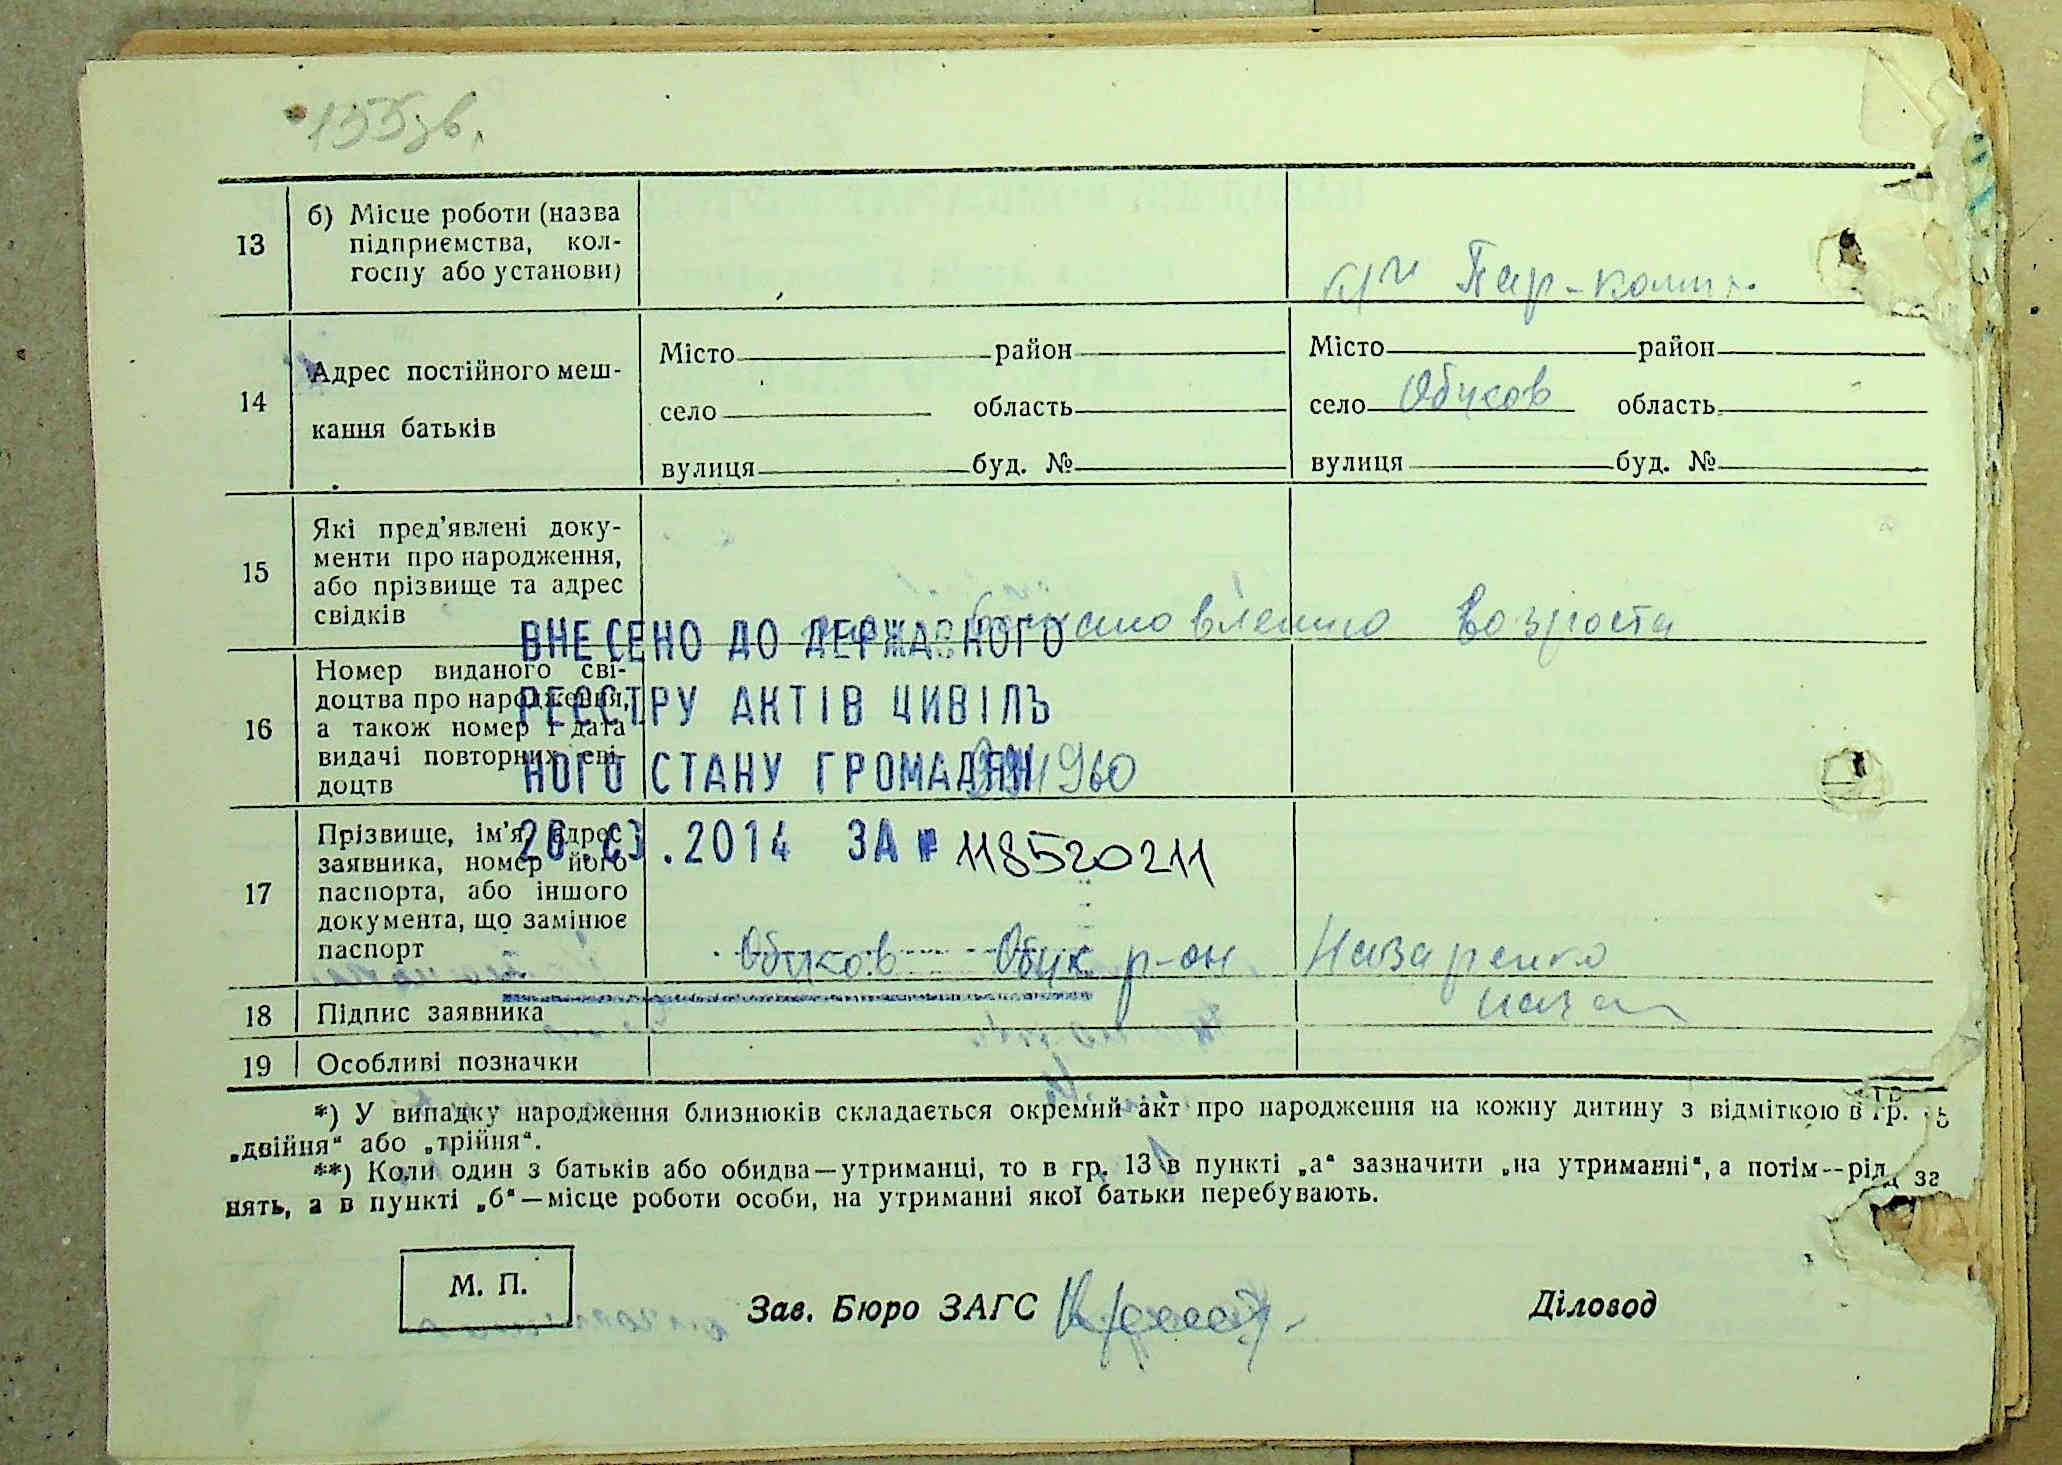 155зв.
13
б) Місце роботи (назва
підприємства, кол-
госпу або установи)
Пар-ком
14
Адрес постійного меш-
кання батьків
Місто район
село область
вулиця буд. №
Місто район
село Обухов область
вулиця буд. №
15
Які пред’явлені доку-
менти про народження,
або прізвище та адрес
свідків
возроста
ВНЕСЕНО ДО ДЕРЖАВНОГО
РЕЄСТРУ АКТІВ ЦИВІЛЬ
НОГО СТАНУ ГРОМАДЯН
.2014 ЗА № 118520211
16
Номер виданого сві-
доцтва про народження,
а також номер і дата
видачі повторних сві-
доцтв
17
Прізвище, ім’я, адрес
заявника, номер його
паспорта, або іншого
документа, що замінює
паспорт
Обухов Обух. р-он Назаренко
18
Підпис заявника
19
Особливі позначки
*) У випадку народження близнюків складається окремий акт про народження на кожну дитину з відміткою в гр. 5
„двійня“ або „трійня“.
**) Коли один з батьків або обидва—утриманці, то в гр. 13 в пункті „а“ зазначити „на утриманні“, а потім—рід за
нять, а в пункті „б“—місце роботи особи, на утриманні якої батьки перебувають.
М. П.
Зав. Бюро ЗАГС
Діловод